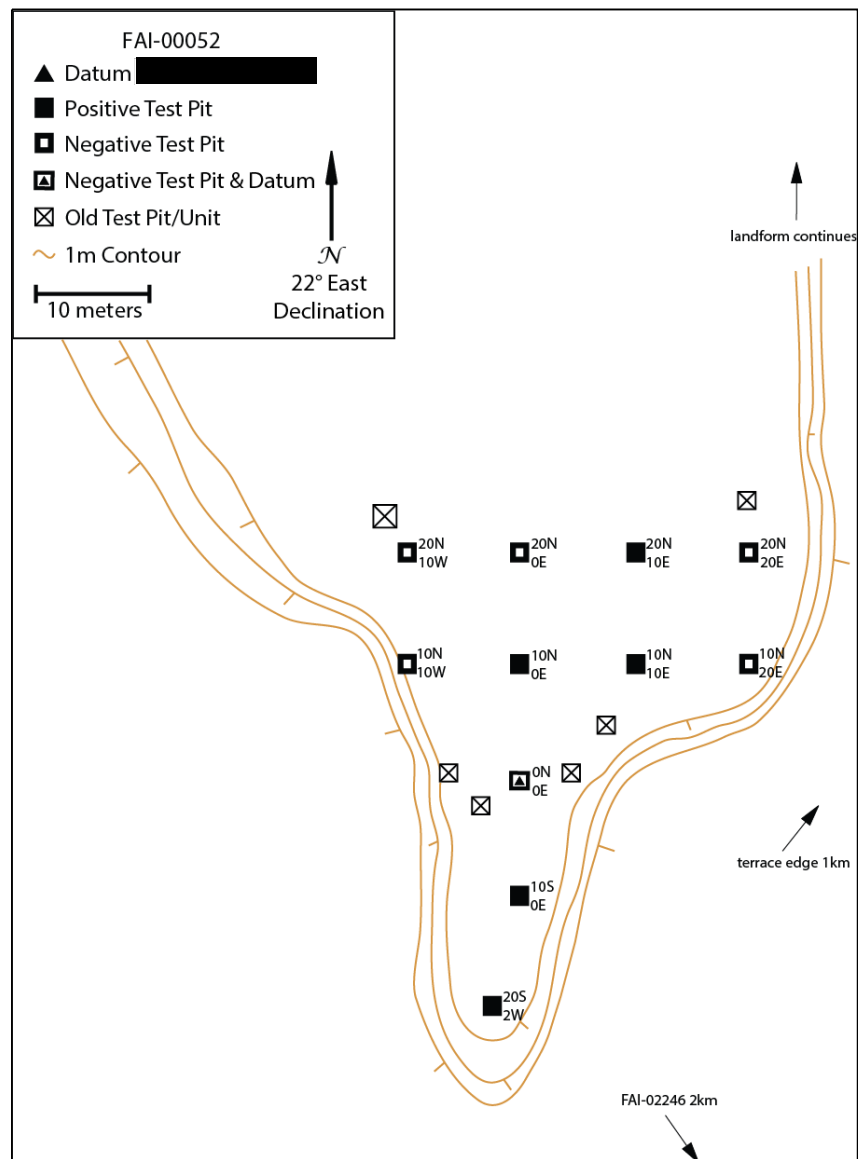 FAI-00052
Datum
Positive Test Pit
Negative Test Pit
Negative Test Pit & Datum
Old Test Pit/Unit
1m Contour
10 meters
N
22° East
Declination
landform continues
20N
10W
20N
0E
20N
10E
20N
20E
10N
10W
10N
0E
10N
10E
10N
20E
0N
0E
terrace edge 1km
10S
0E
20S
2W
FAI-02246 2km